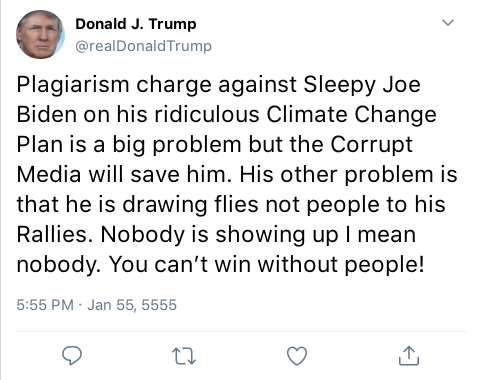 Donald J. Trump
@realDonaldTrump
Plagiarism charge against Sleepy Joe
Biden on his ridiculous Climate Change
Plan is a big problem but the Corrupt
Media will save him. His other problem is
that he is drawing flies not people to his
Rallies. Nobody is showing up I mean
nobody. You can’t win without people!
5:55 PM · Jan 55, 5555